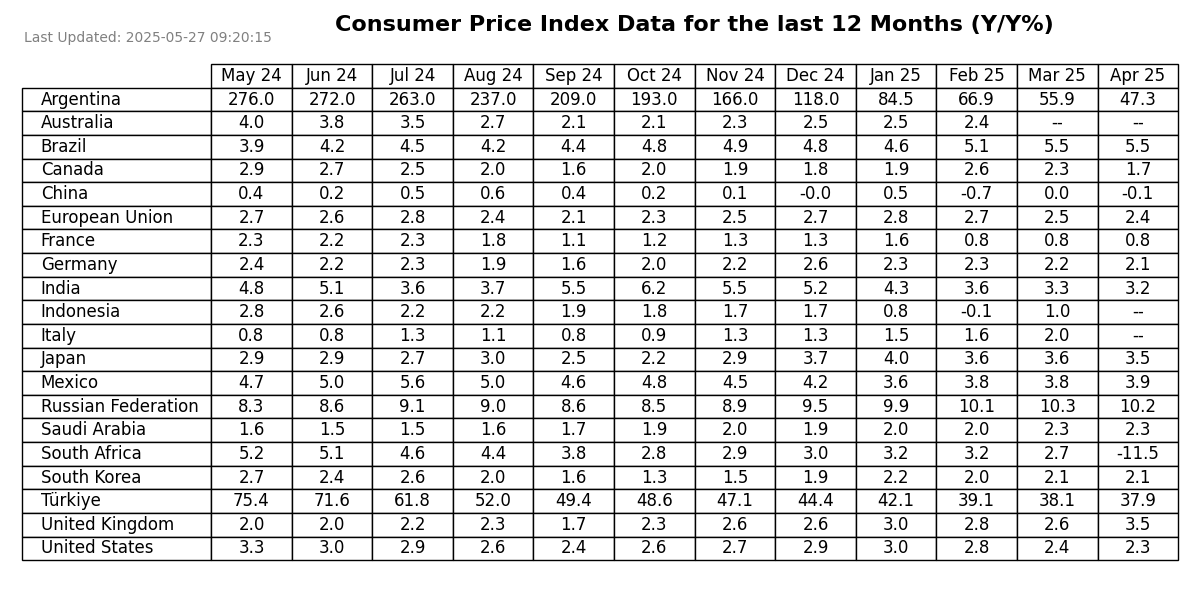 Consumer Price Index Data for the last 12 Months (Y/Y%)
Last Updated: 2025-05-27 09:20:15
May 24 Jun 24 Jul 24 Aug 24 Sep 24 Oct 24 Nov 24 Dec 24 Jan 25 Feb 25 Mar 25 Apr 25
Argentina 276.0 272.0 263.0 237.0 209.0 193.0 166.0 118.0 84.5 66.9 55.9 47.3
Australia 4.0 3.8 3.5 2.7 2.1 2.1 2.3 2.5 2.5 2.4 -- --
Brazil 3.9 4.2 4.5 4.2 4.4 4.8 4.9 4.8 4.6 5.1 5.5 5.5
Canada 2.9 2.7 2.5 2.0 1.6 2.0 1.9 1.8 1.9 2.6 2.3 1.7
China 0.4 0.2 0.5 0.6 0.4 0.2 0.1 -0.0 0.5 -0.7 0.0 -0.1
European Union 2.7 2.6 2.8 2.4 2.1 2.3 2.5 2.7 2.8 2.7 2.5 2.4
France 2.3 2.2 2.3 1.8 1.1 1.2 1.3 1.3 1.6 0.8 0.8 0.8
Germany 2.4 2.2 2.3 1.9 1.6 2.0 2.2 2.6 2.3 2.3 2.2 2.1
India 4.8 5.1 3.6 3.7 5.5 6.2 5.5 5.2 4.3 3.6 3.3 3.2
Indonesia 2.8 2.6 2.2 2.2 1.9 1.8 1.7 1.7 0.8 -0.1 1.0 --
Italy 0.8 0.8 1.3 1.1 0.8 0.9 1.3 1.3 1.5 1.6 2.0 --
Japan 2.9 2.9 2.7 3.0 2.5 2.2 2.9 3.7 4.0 3.6 3.6 3.5
Mexico 4.7 5.0 5.6 5.0 4.6 4.8 4.5 4.2 3.6 3.8 3.8 3.9
Russian Federation 8.3 8.6 9.1 9.0 8.6 8.5 8.9 9.5 9.9 10.1 10.3 10.2
Saudi Arabia 1.6 1.5 1.5 1.6 1.7 1.9 2.0 1.9 2.0 2.0 2.3 2.3
South Africa 5.2 5.1 4.6 4.4 3.8 2.8 2.9 3.0 3.2 3.2 2.7 -11.5
South Korea 2.7 2.4 2.6 2.0 1.6 1.3 1.5 1.9 2.2 2.0 2.1 2.1
Türkiye 75.4 71.6 61.8 52.0 49.4 48.6 47.1 44.4 42.1 39.1 38.1 37.9
United Kingdom 2.0 2.0 2.2 2.3 1.7 2.3 2.6 2.6 3.0 2.8 2.6 3.5
United States 3.3 3.0 2.9 2.6 2.4 2.6 2.7 2.9 3.0 2.8 2.4 2.3